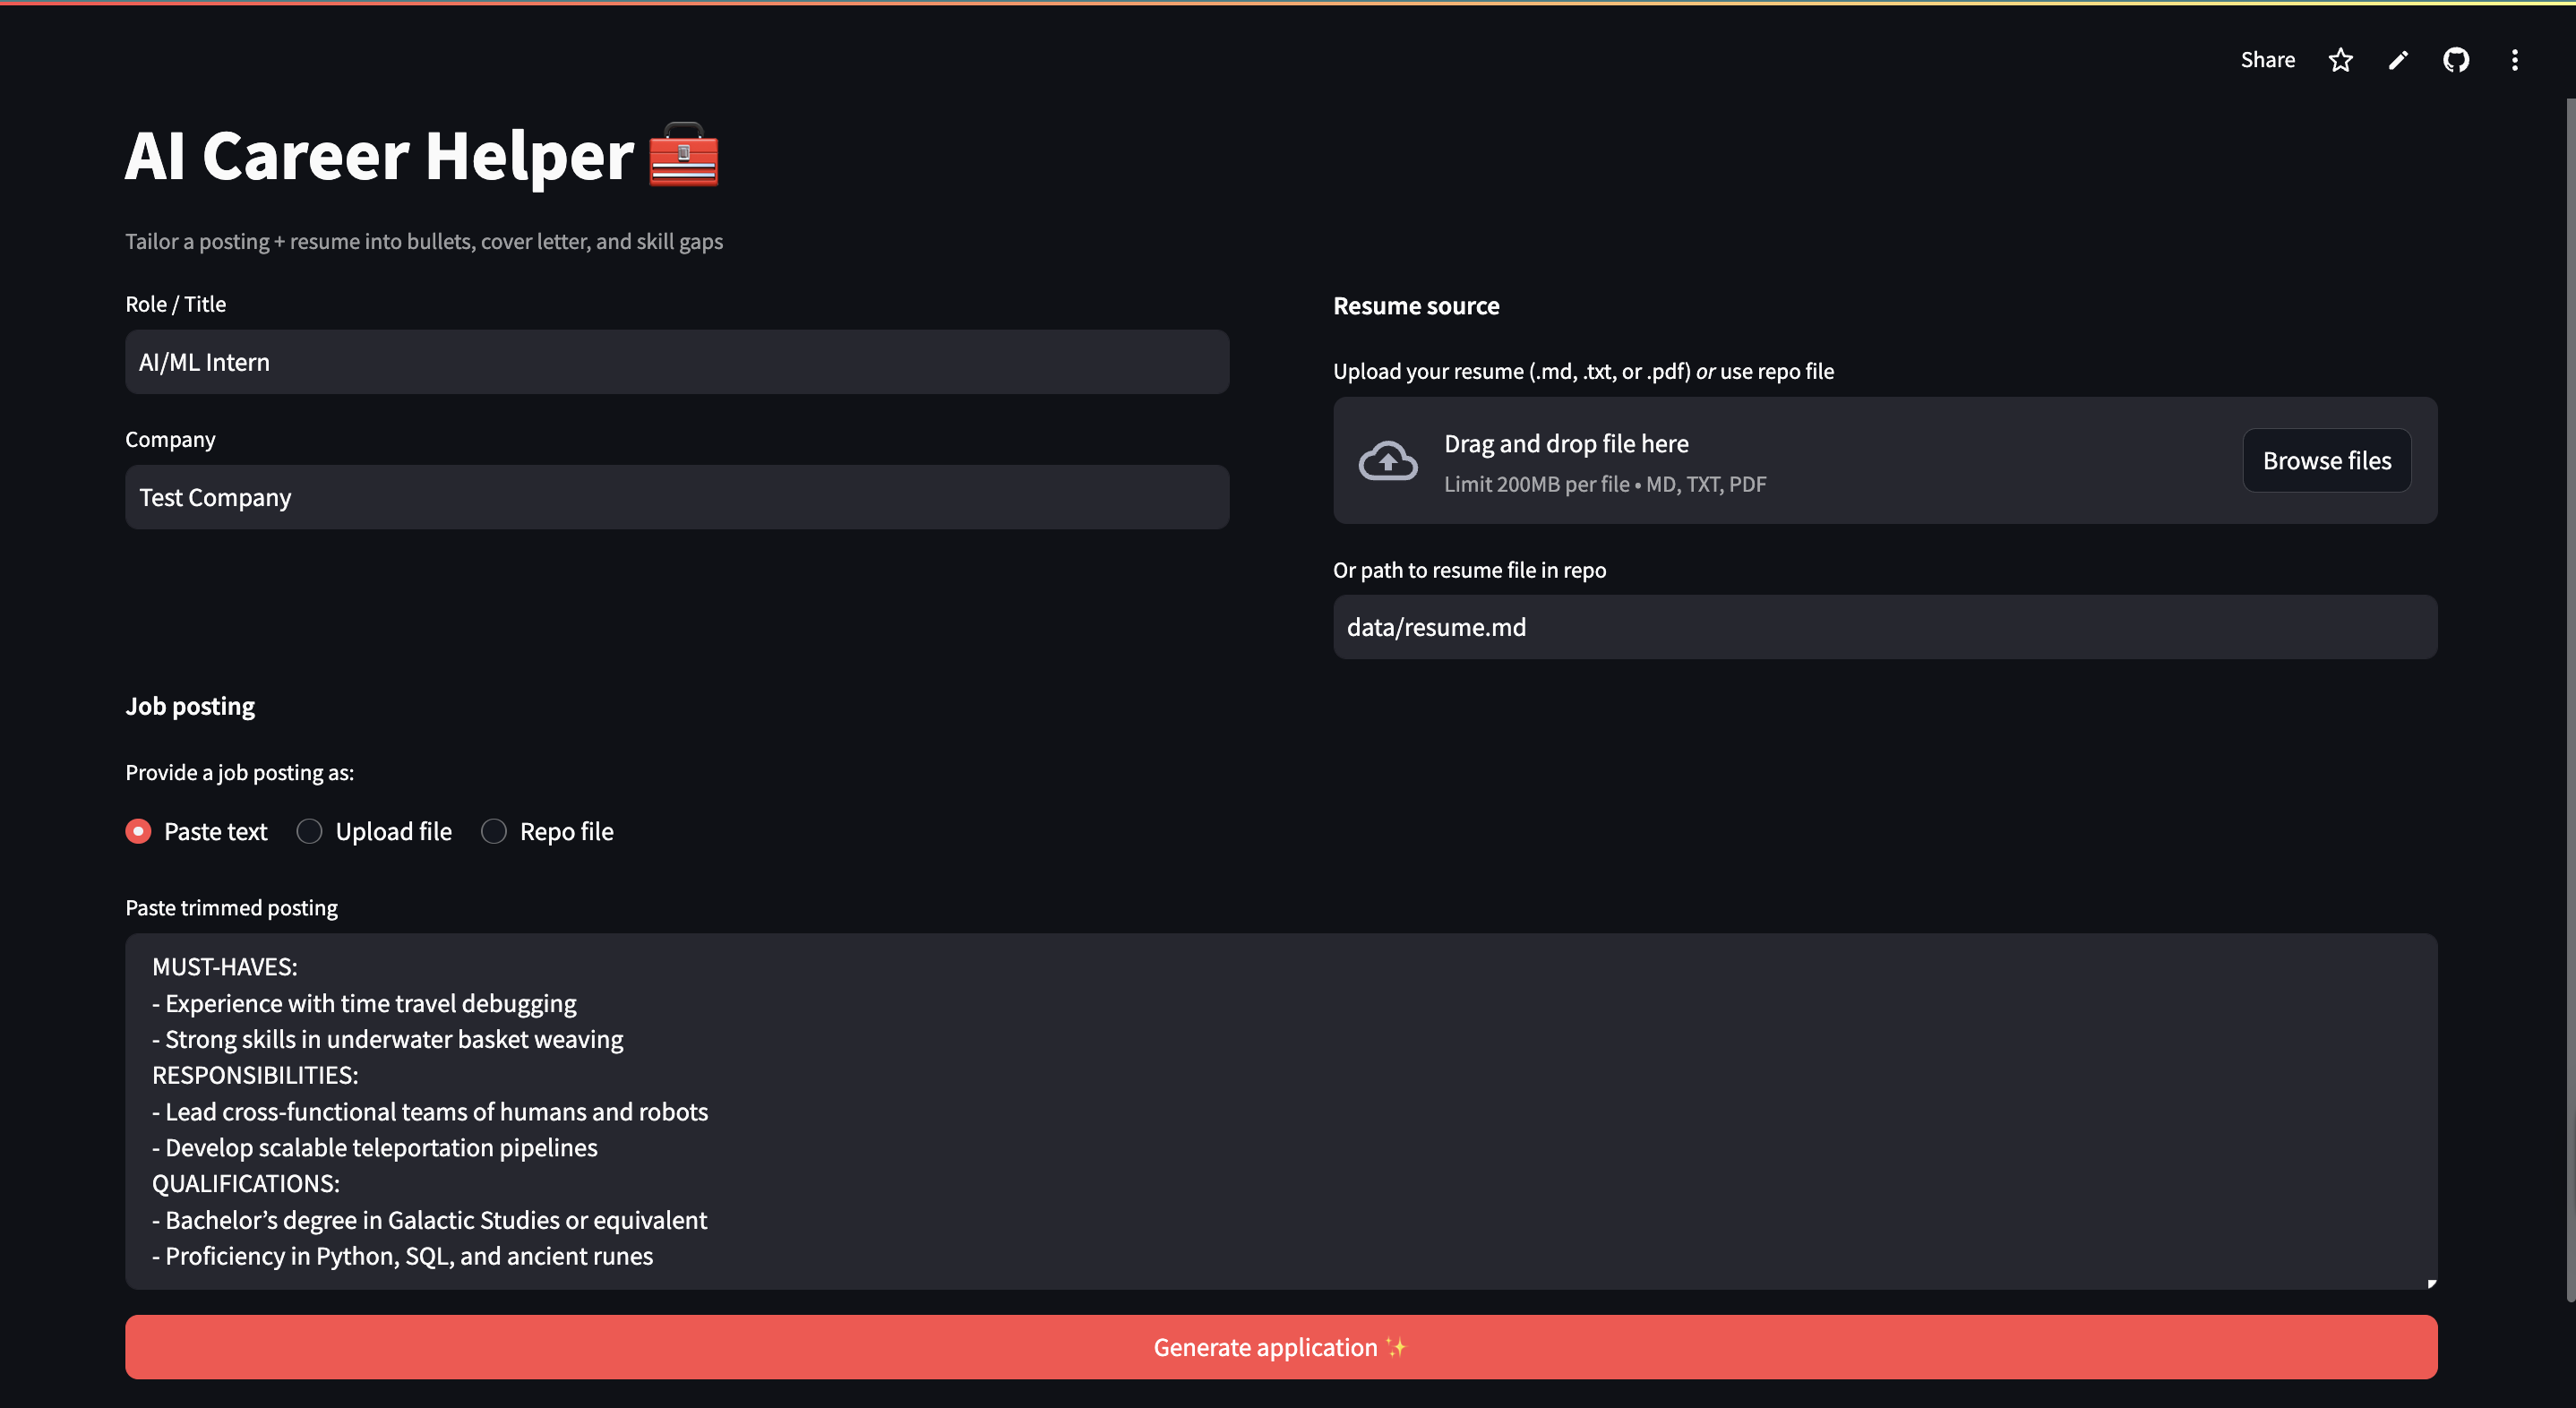 Share
AI Career Helper 🧰
Tailor a posting + resume into bullets, cover letter, and skill gaps
Role / Title
AI/ML Intern
Company
Test Company
Resume source
Upload your resume (.md, .txt, or .pdf) or use repo file
Drag and drop file here
Limit 200MB per file • MD, TXT, PDF
Browse files
Or path to resume file in repo
data/resume.md
Job posting
Provide a job posting as:
Paste text
Upload file
Repo file
Paste trimmed posting
MUST-HAVES:
- Experience with time travel debugging
- Strong skills in underwater basket weaving
RESPONSIBILITIES:
- Lead cross-functional teams of humans and robots
- Develop scalable teleportation pipelines
QUALIFICATIONS:
- Bachelor’s degree in Galactic Studies or equivalent
- Proficiency in Python, SQL, and ancient runes
Generate application ✨